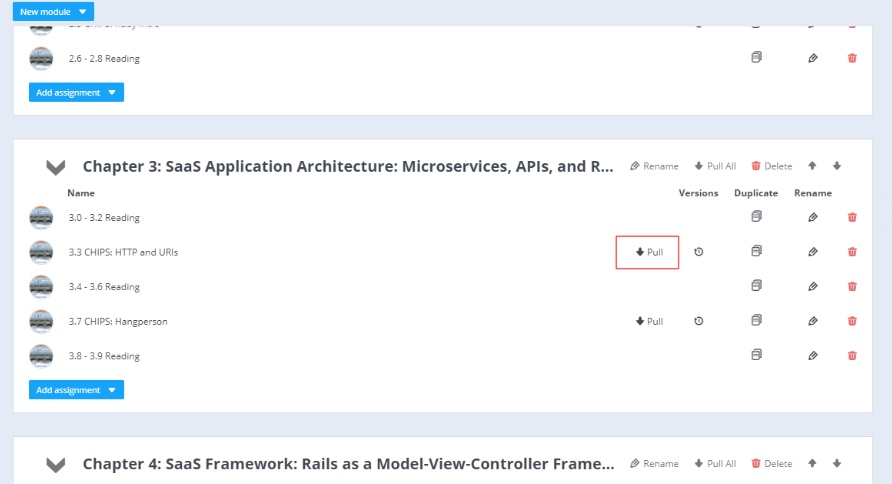 New module
2.6 - 2.8 Reading
Add assignment
Chapter 3: SaaS Application Architecture: Microservices, APIs, and R... Rename Pull All Delete
Name Versions Duplicate Rename
3.0 - 3.2 Reading
3.3 CHIPS: HTTP and URIs Pull
3.4 - 3.6 Reading
3.7 CHIPS: Hangperson Pull
3.8 - 3.9 Reading
Add assignment
Chapter 4: SaaS Framework: Rails as a Model-View-Controller Frame... Rename Pull All Delete